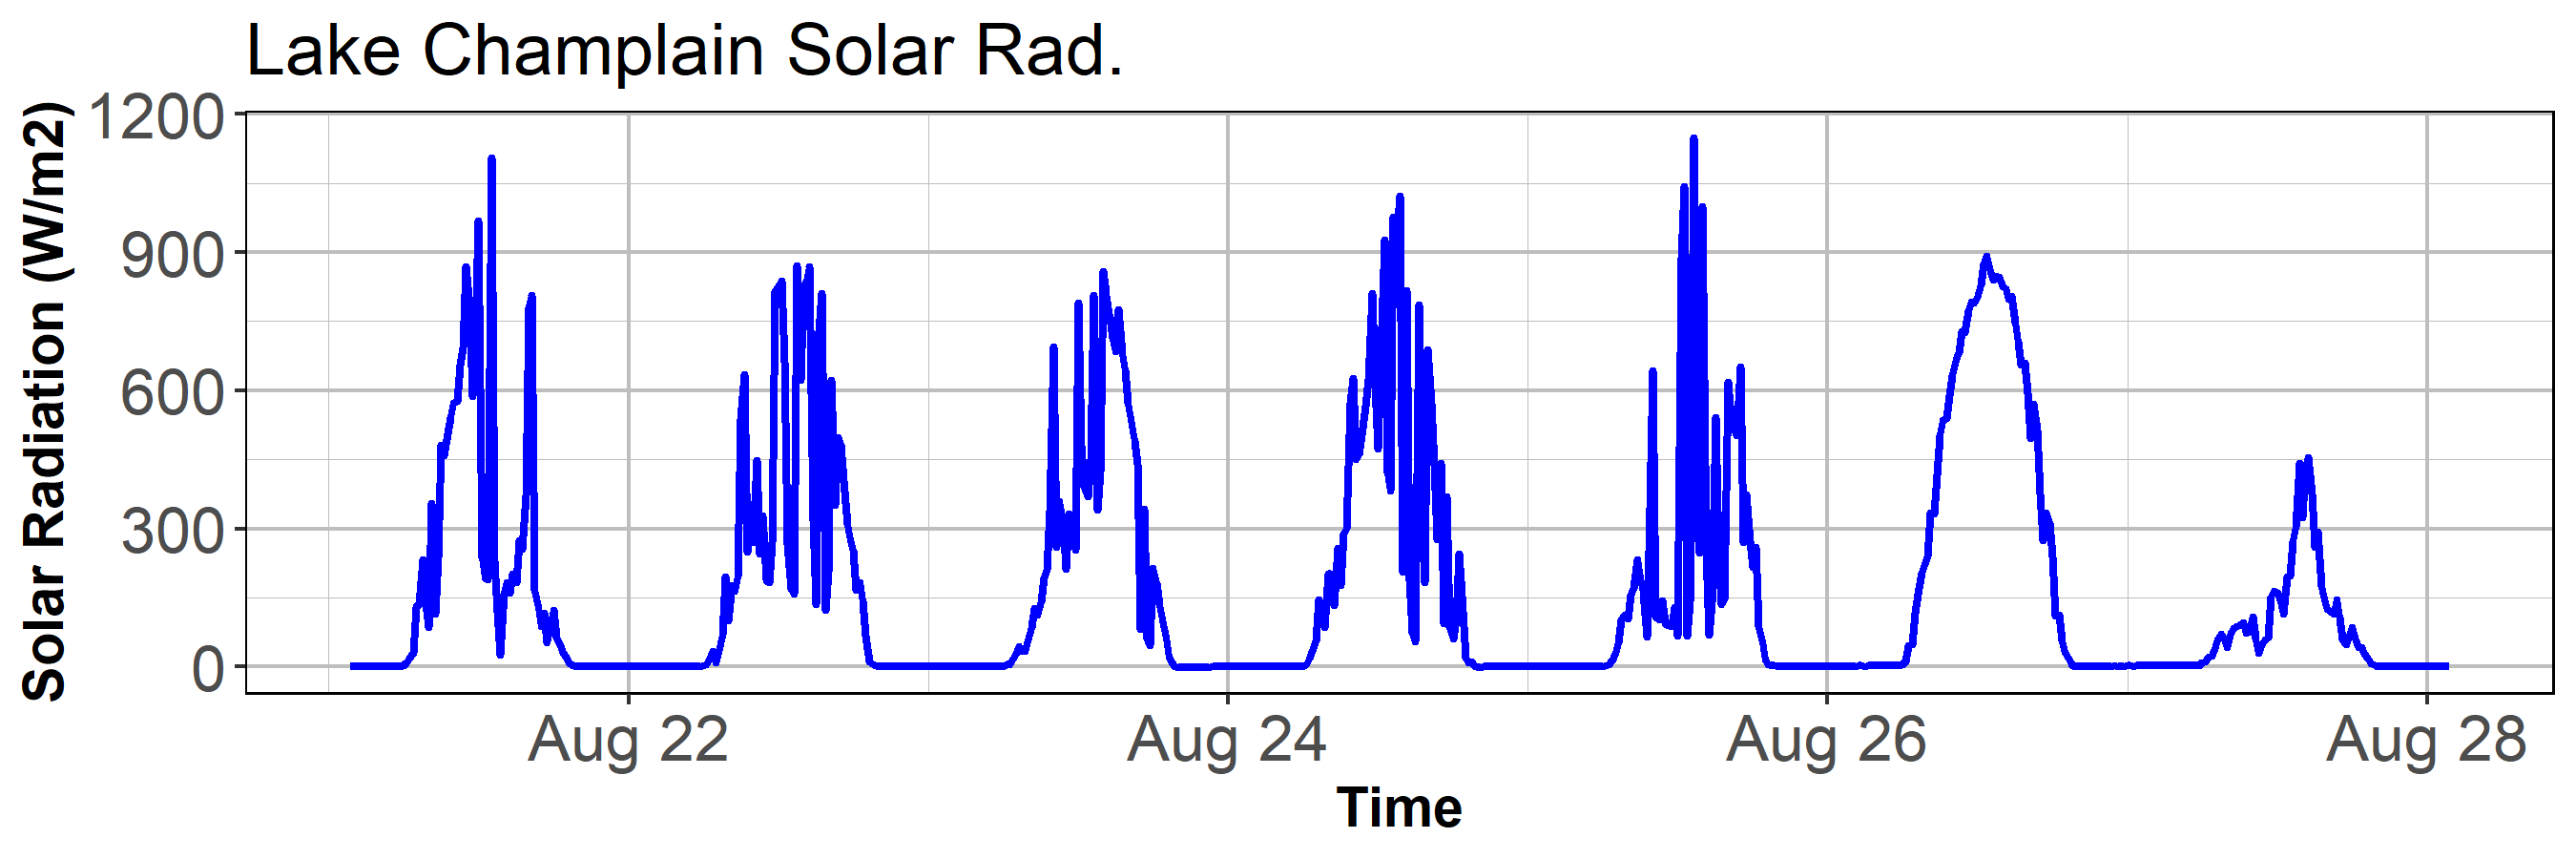 Lake Champlain Solar Rad.
Solar Radiation (W/m2)
1200
900
600
300
0
Aug 22
Aug 24
Aug 26
Aug 28
Time